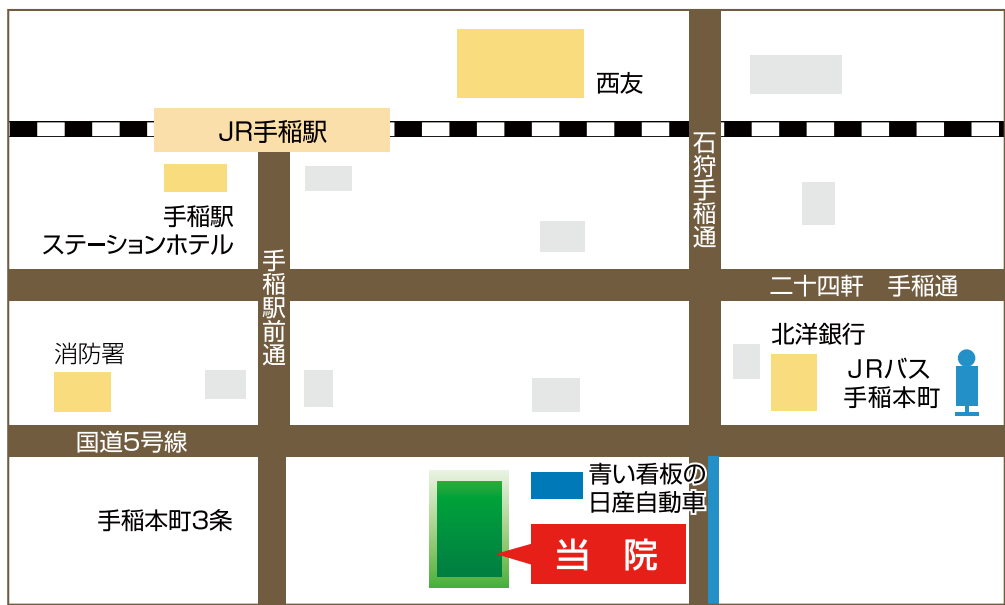 西友
JR手稲駅
石狩手稲通
手稲駅
ステーションホテル
手稲駅前通
二十四軒　手稲通
消防署
北洋銀行
JRバス
手稲本町
国道5号線
青い看板の
日産自動車
手稲本町3条
当　院